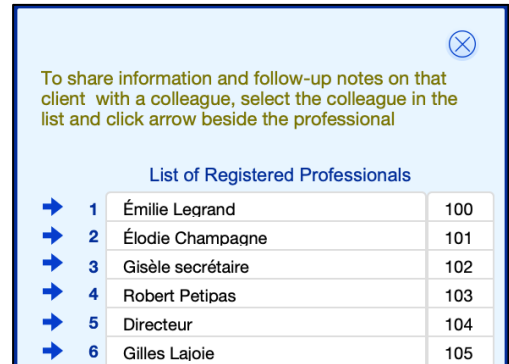 To share information and follow-up notes on that
client with a colleague, select the colleague in the
list and click arrow beside the professional
List of Registered Professionals
1 Émilie Legrand 100
2 Élodie Champagne 101
3 Gisèle secrétaire 102
4 Robert Petipas 103
5 Directeur 104
6 Gilles Lajoie 105